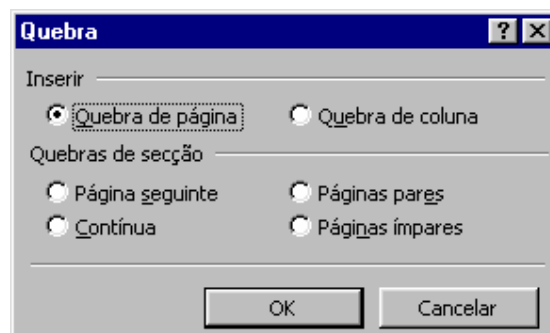 Quebra
Inserir
Quebra de página Quebra de coluna
Quebras de secção
Página seguinte Páginas pares
Contínua Páginas ímpares
OK Cancelar